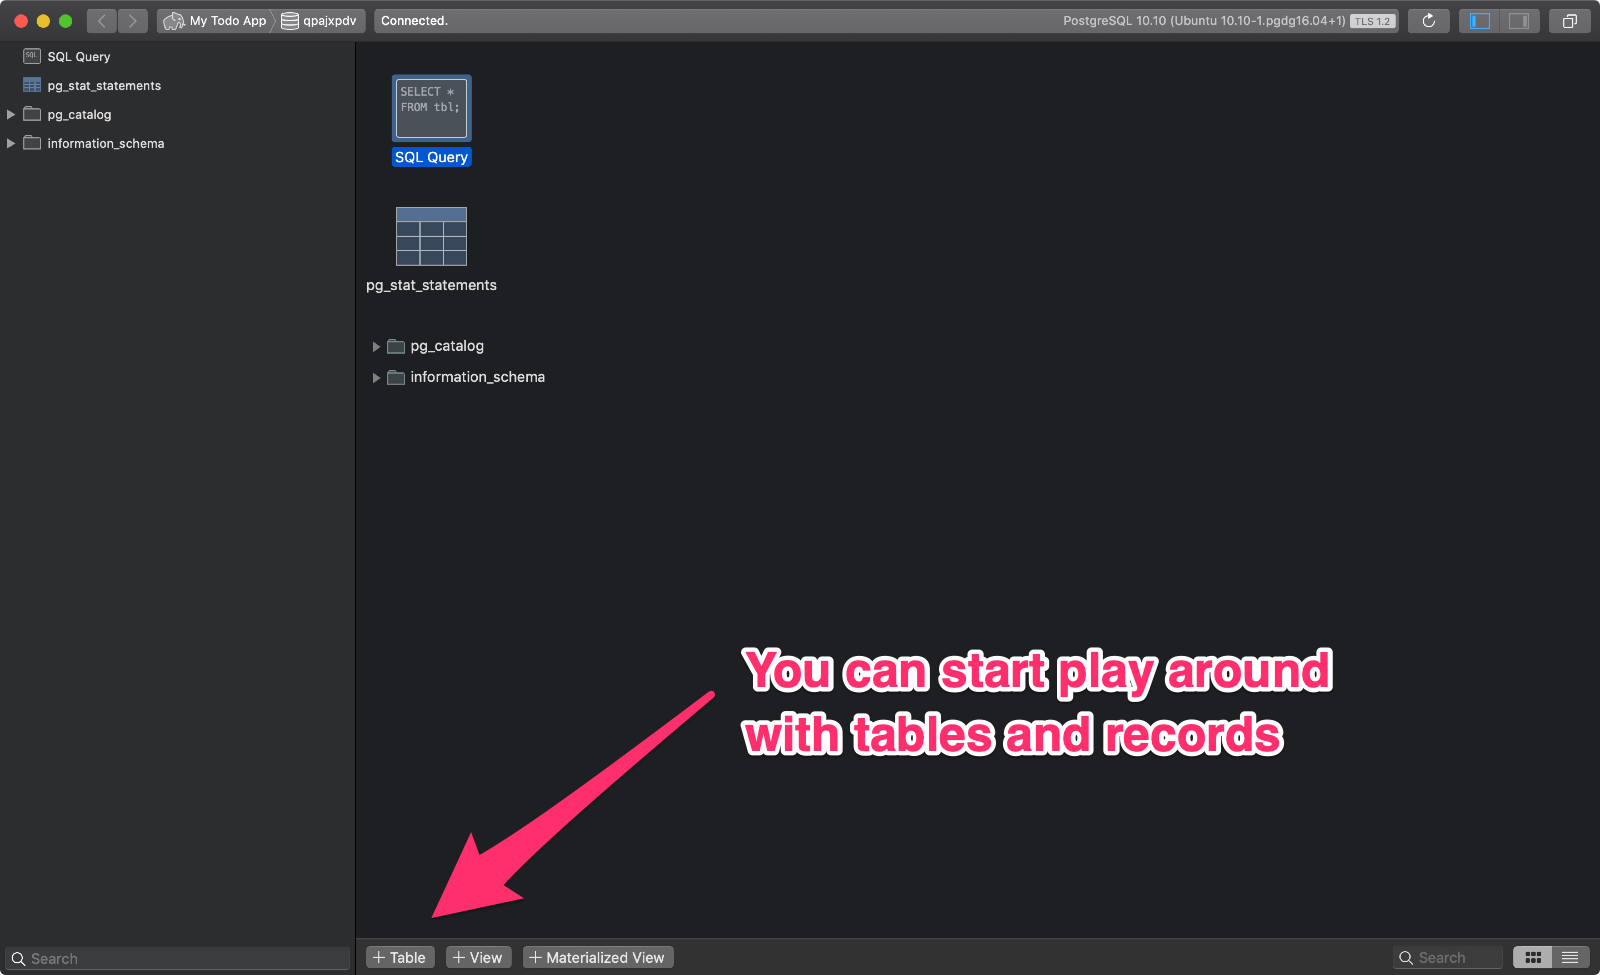 My Todo App
qpajxpdv
Connected.
PostgreSQL 10.10 (Ubuntu 10.10-1.pgdg16.04+1)
TLS 1.2
SQL
SQL Query
pg_stat_statements
pg_catalog
information_schema
SELECT *
FROM tbl;
SQL Query
pg_stat_statements
pg_catalog
information_schema
You can start play around
with tables and records
Search
+ Table
+ View
+ Materialized View
Search